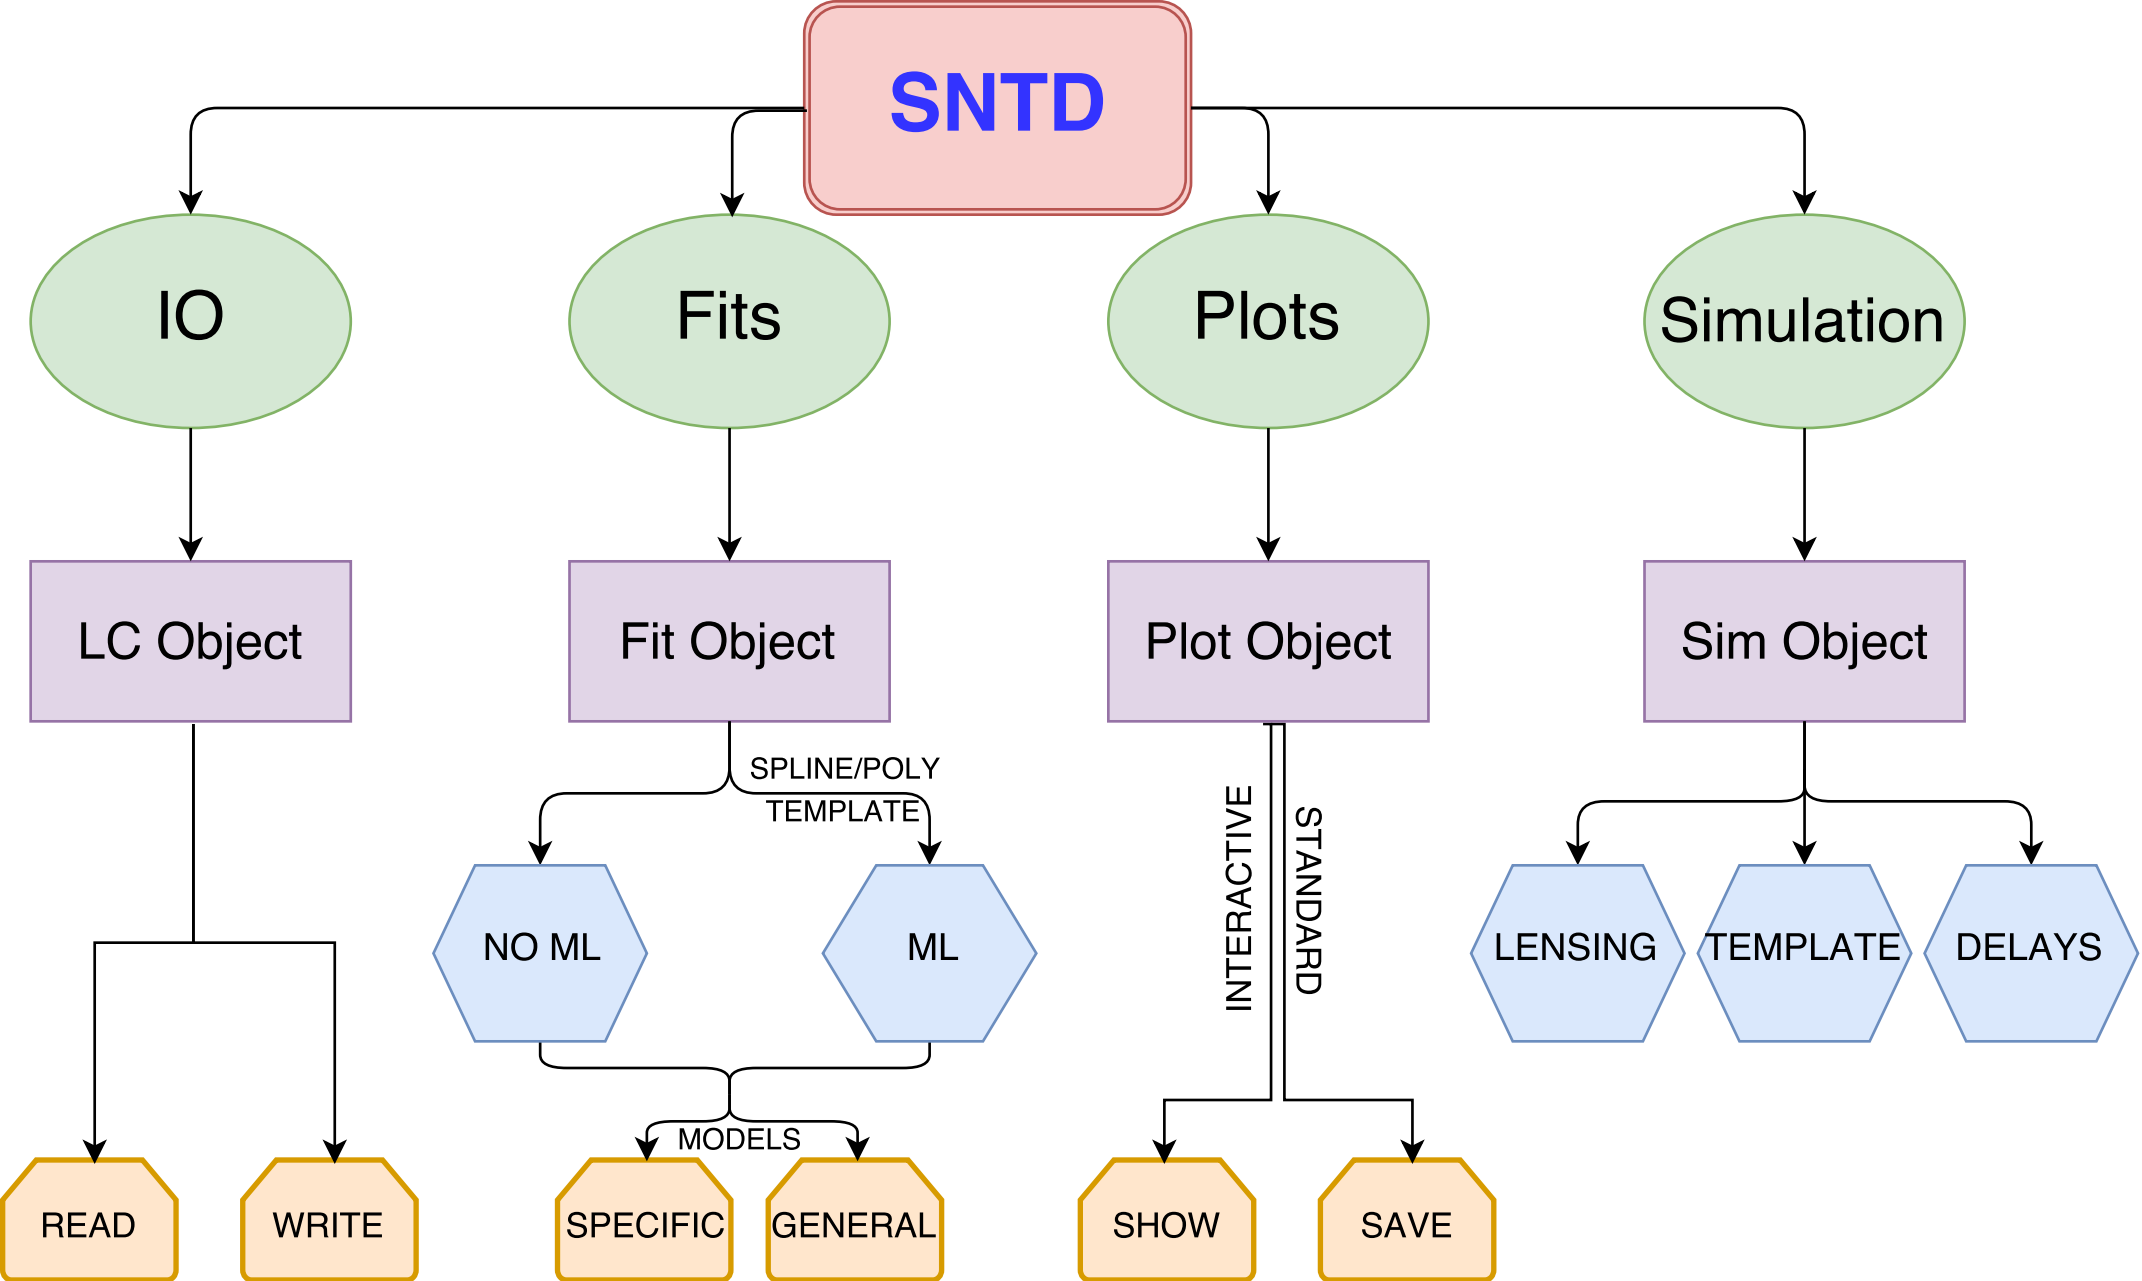 SNTD
IO
Fits
Plots
Simulation
LC Object
Fit Object
Plot Object
Sim Object
SPLINE/POLY
TEMPLATE
INTERACTIVE
STANDARD
NO ML
ML
LENSING
TEMPLATE
DELAYS
MODELS
READ
WRITE
SPECIFIC
GENERAL
SHOW
SAVE